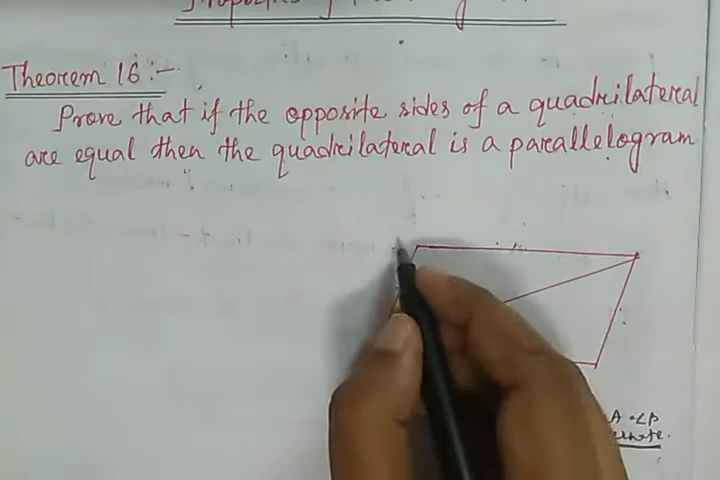 Theorem 16 :-
Prove that if the opposite sides of a quadrilateral
are equal then the quadrilateral is a parallelogram